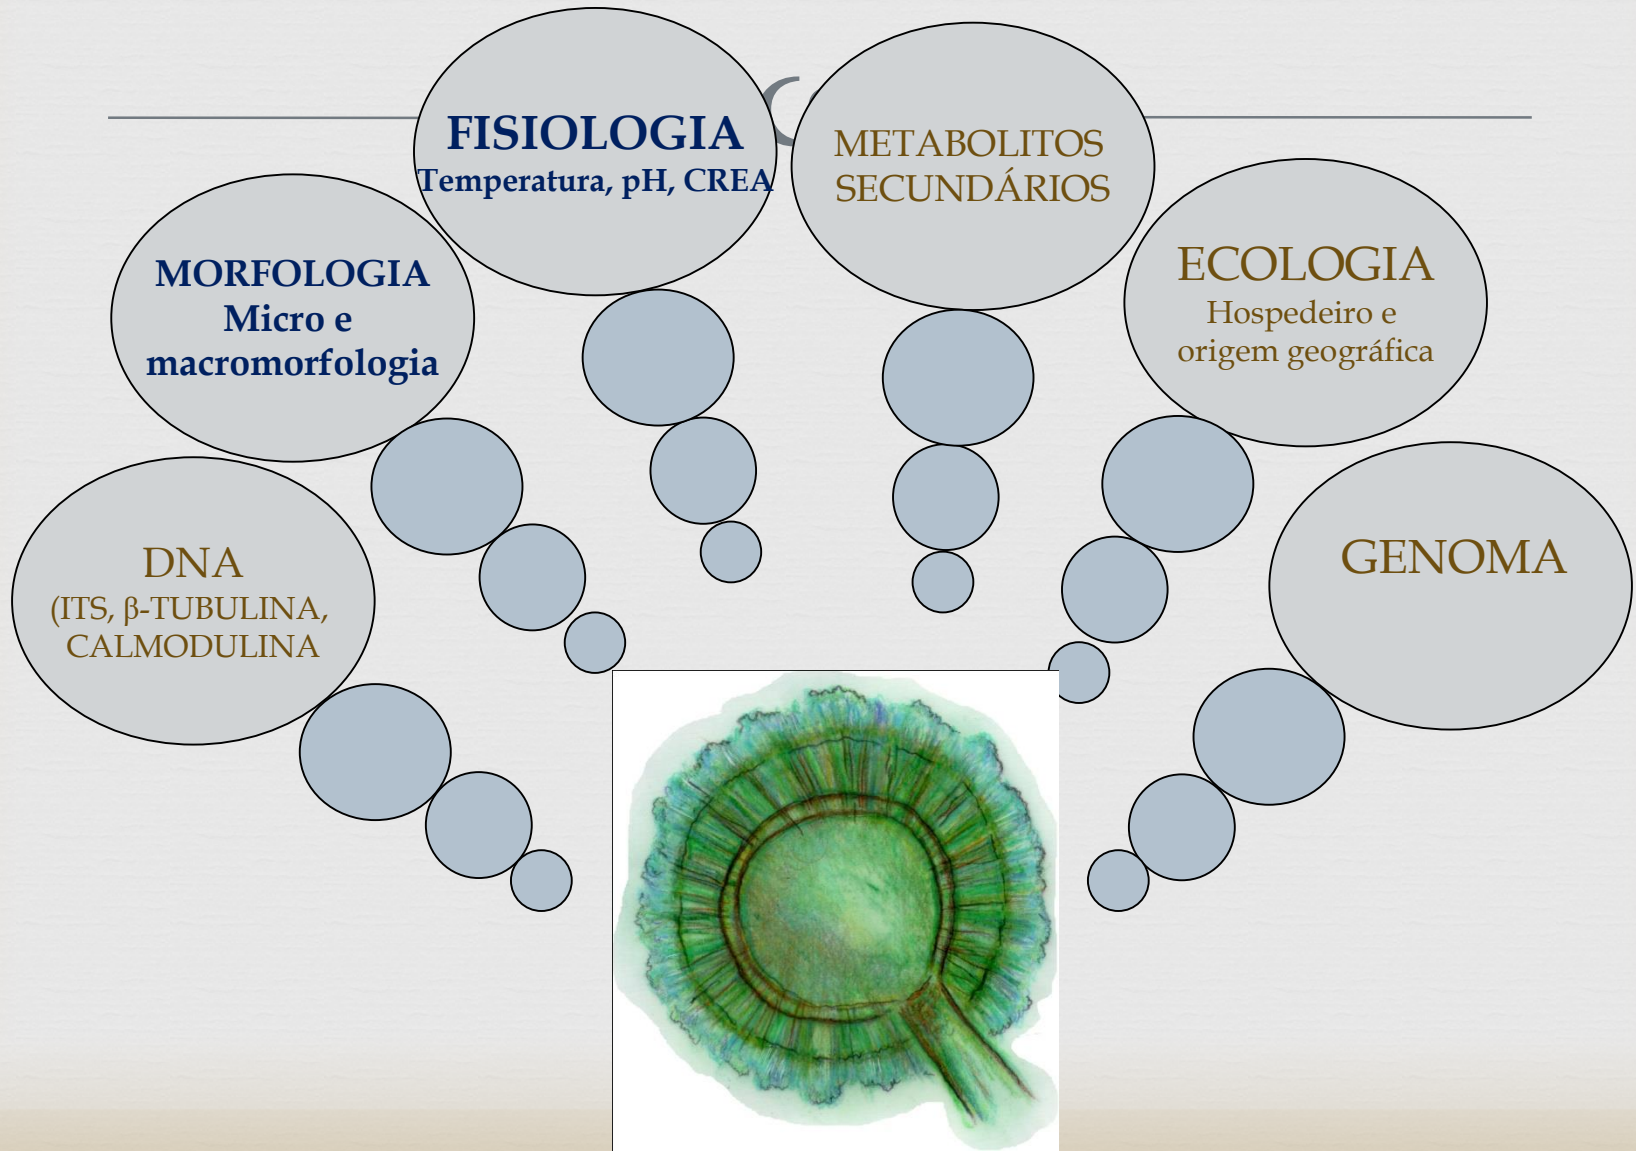 FISIOLOGIA
Temperatura, pH, CREA
METABOLITOS
SECUNDÁRIOS
MORFOLOGIA
Micro e
macromorfologia
ECOLOGIA
Hospedeiro e
origem geográfica
DNA
(ITS, β-TUBULINA,
CALMODULINA
GENOMA